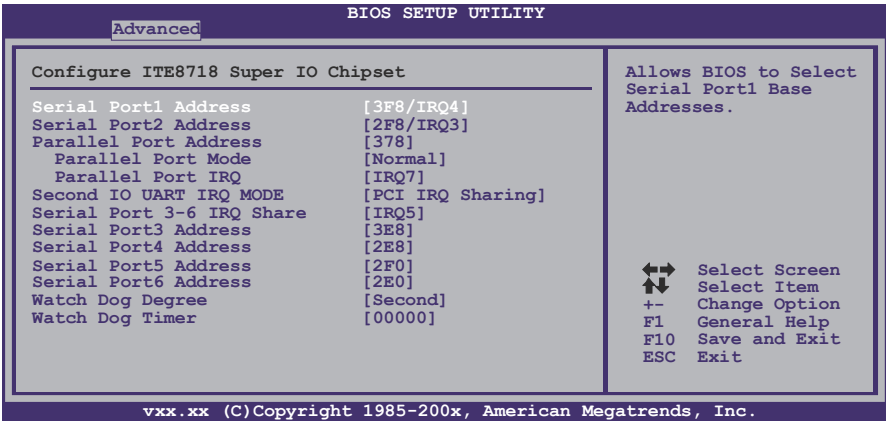 BIOS SETUP UTILITY
Advanced
Configure ITE8718 Super IO Chipset
Serial Port1 Address [3F8/IRQ4]
Serial Port2 Address [2F8/IRQ3]
Parallel Port Address [378]
Parallel Port Mode [Normal]
Parallel Port IRQ [IRQ7]
Second IO UART IRQ MODE [PCI IRQ Sharing]
Serial Port 3-6 IRQ Share [IRQ5]
Serial Port3 Address [3E8]
Serial Port4 Address [2E8]
Serial Port5 Address [2F0]
Serial Port6 Address [2E0]
Watch Dog Degree [Second]
Watch Dog Timer [00000]
Allows BIOS to Select
Serial Port1 Base
Addresses.
Select Screen
Select Item
+- Change Option
F1 General Help
F10 Save and Exit
ESC Exit
vxx.xx (C)Copyright 1985-200x, American Megatrends, Inc.